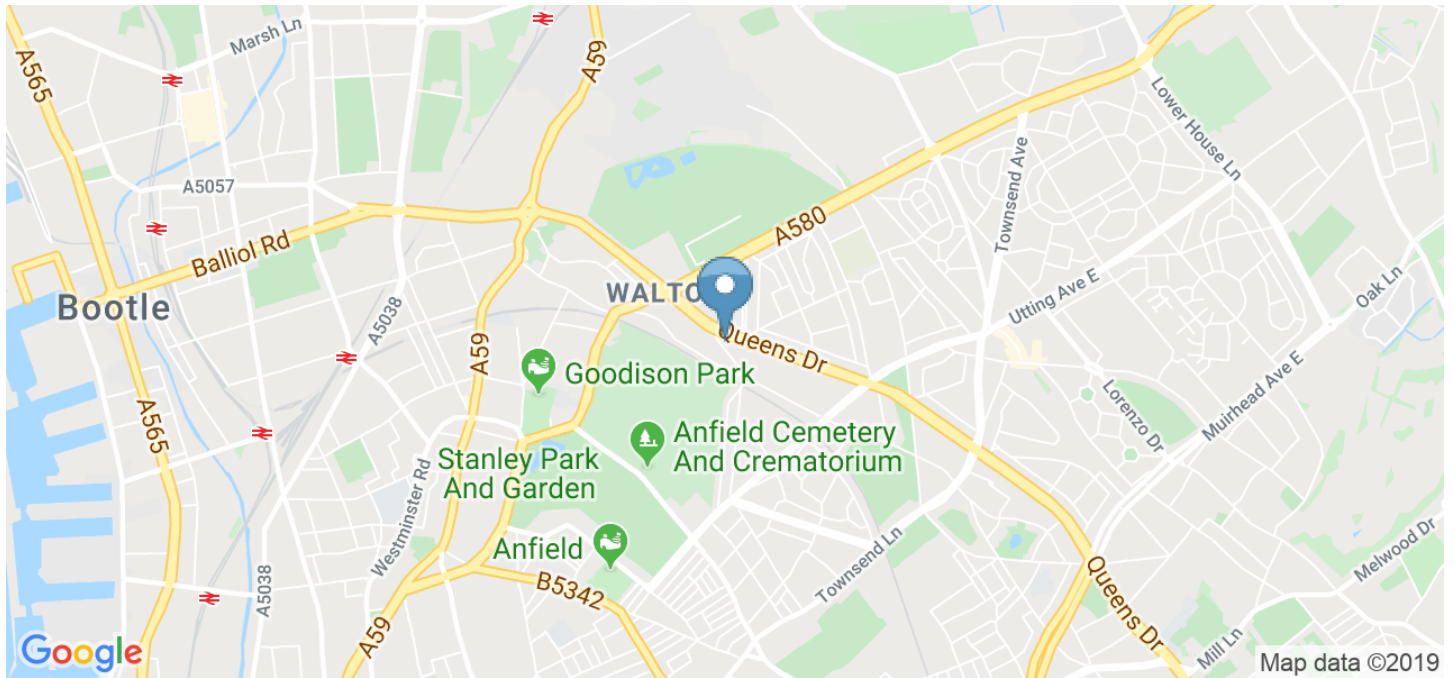 Marsh Ln
A59
A565
Lower House Ln
A5057
Townsend Ave
A580
Balliol Rd
Oak Ln
Utting Ave E
Bootle
WALTO
A5038
Queens Dr
A59
Goodison Park
Lorenzo Dr
Muirhead Ave E
A565
Anfield Cemetery
And Crematorium
Stanley Park
And Garden
Westminster Rd
Melwood Dr
Anfield
Townsend Ln
A5038
B5342
Queens Dr
A59
Mill Ln
Google
Map data ©2019